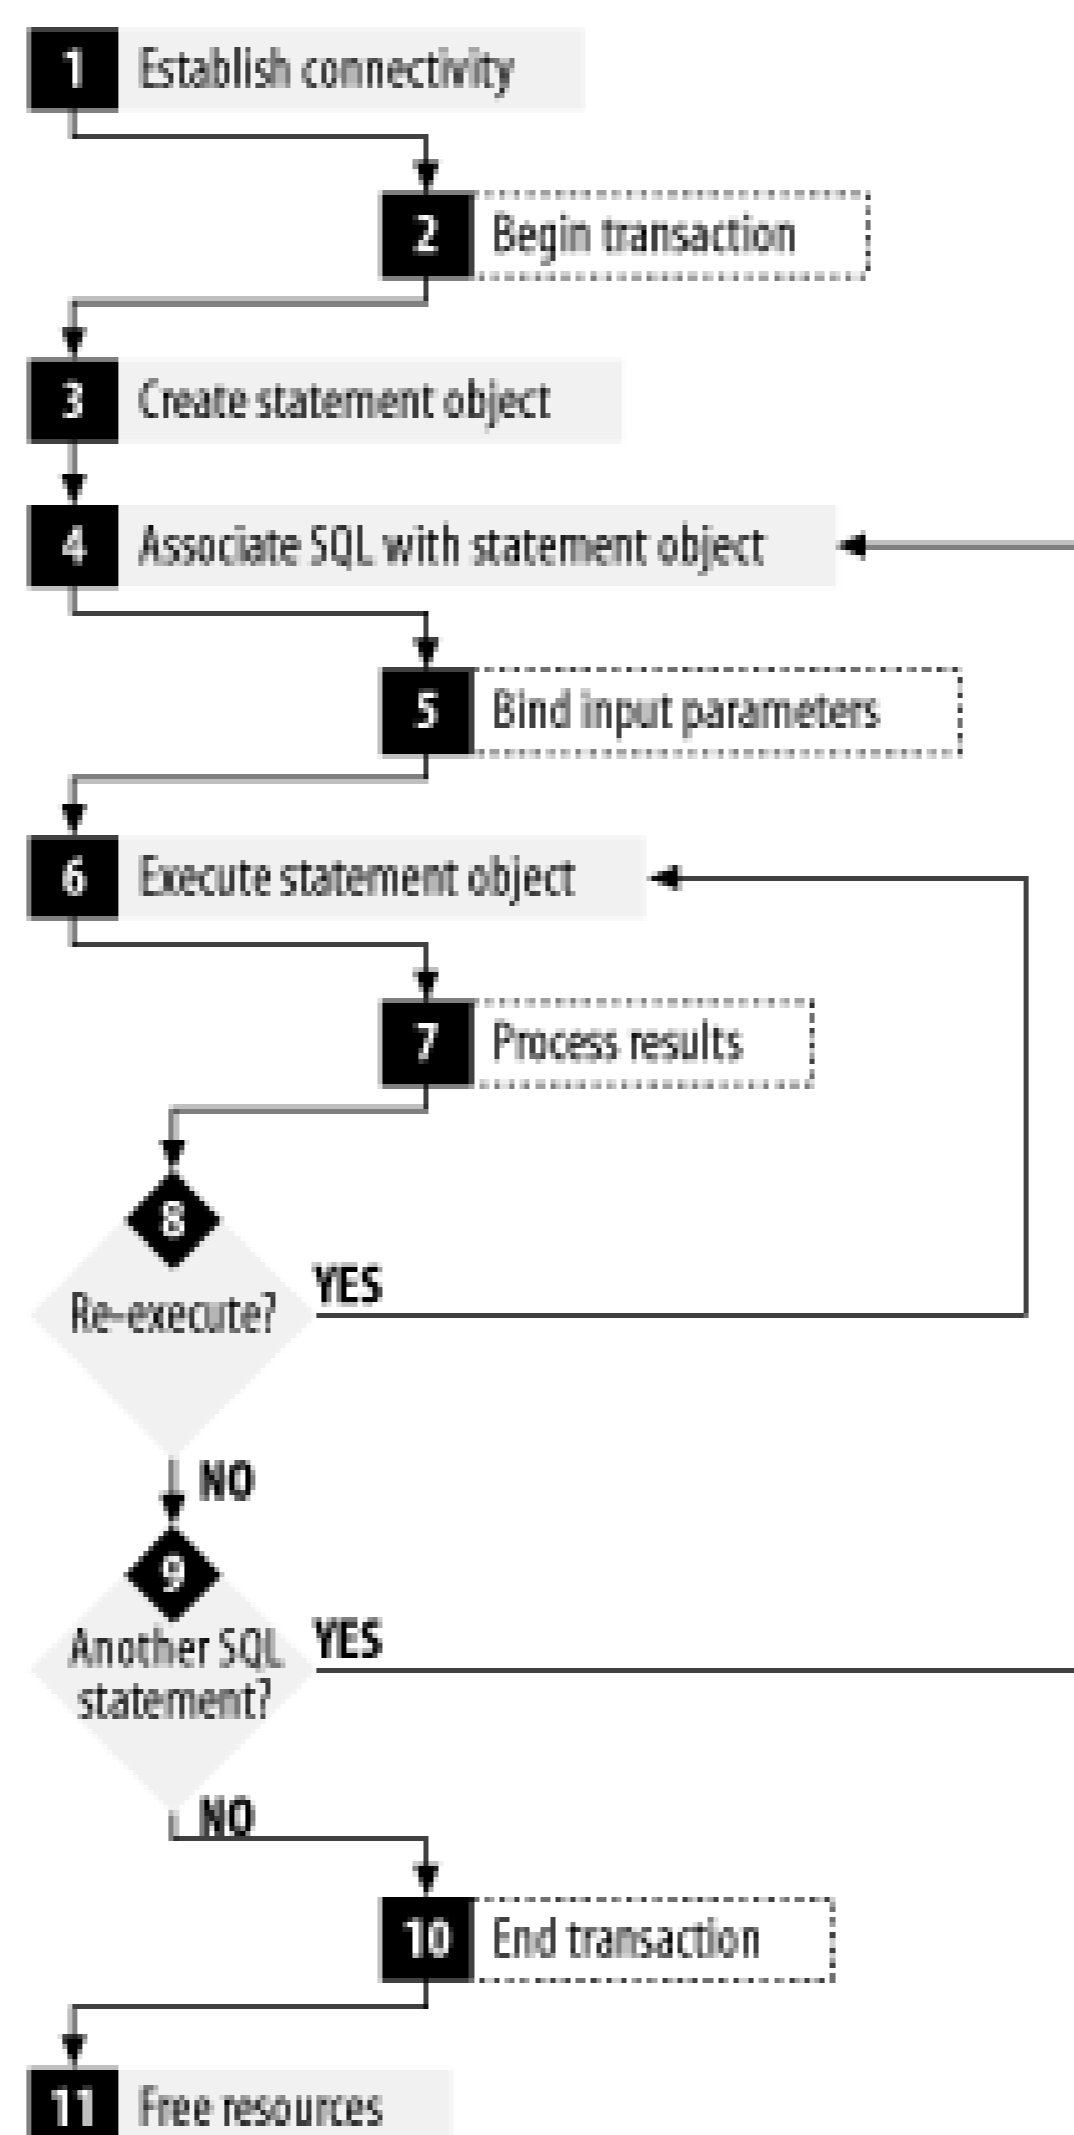 1 Establish connectivity
2 Begin transaction
3 Create statement object
4 Associate SQL with statement object
5 Bind input parameters
6 Execute statement object
7 Process results
8
Re-execute?
YES
NO
9
Another SQL
statement?
YES
NO
10 End transaction
11 Free resources